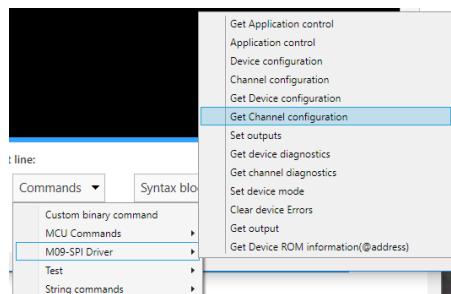 Get Application control
Application control
Device configuration
Channel configuration
Get Device configuration
Get Channel configuration
Set outputs
Get device diagnostics
Get channel diagnostics
Set device mode
Clear device Errors
Get output
Get Device ROM information(@address)
t line:
Commands
Syntax blo
Custom binary command
MCU Commands
M09-SPI Driver
Test
String commands